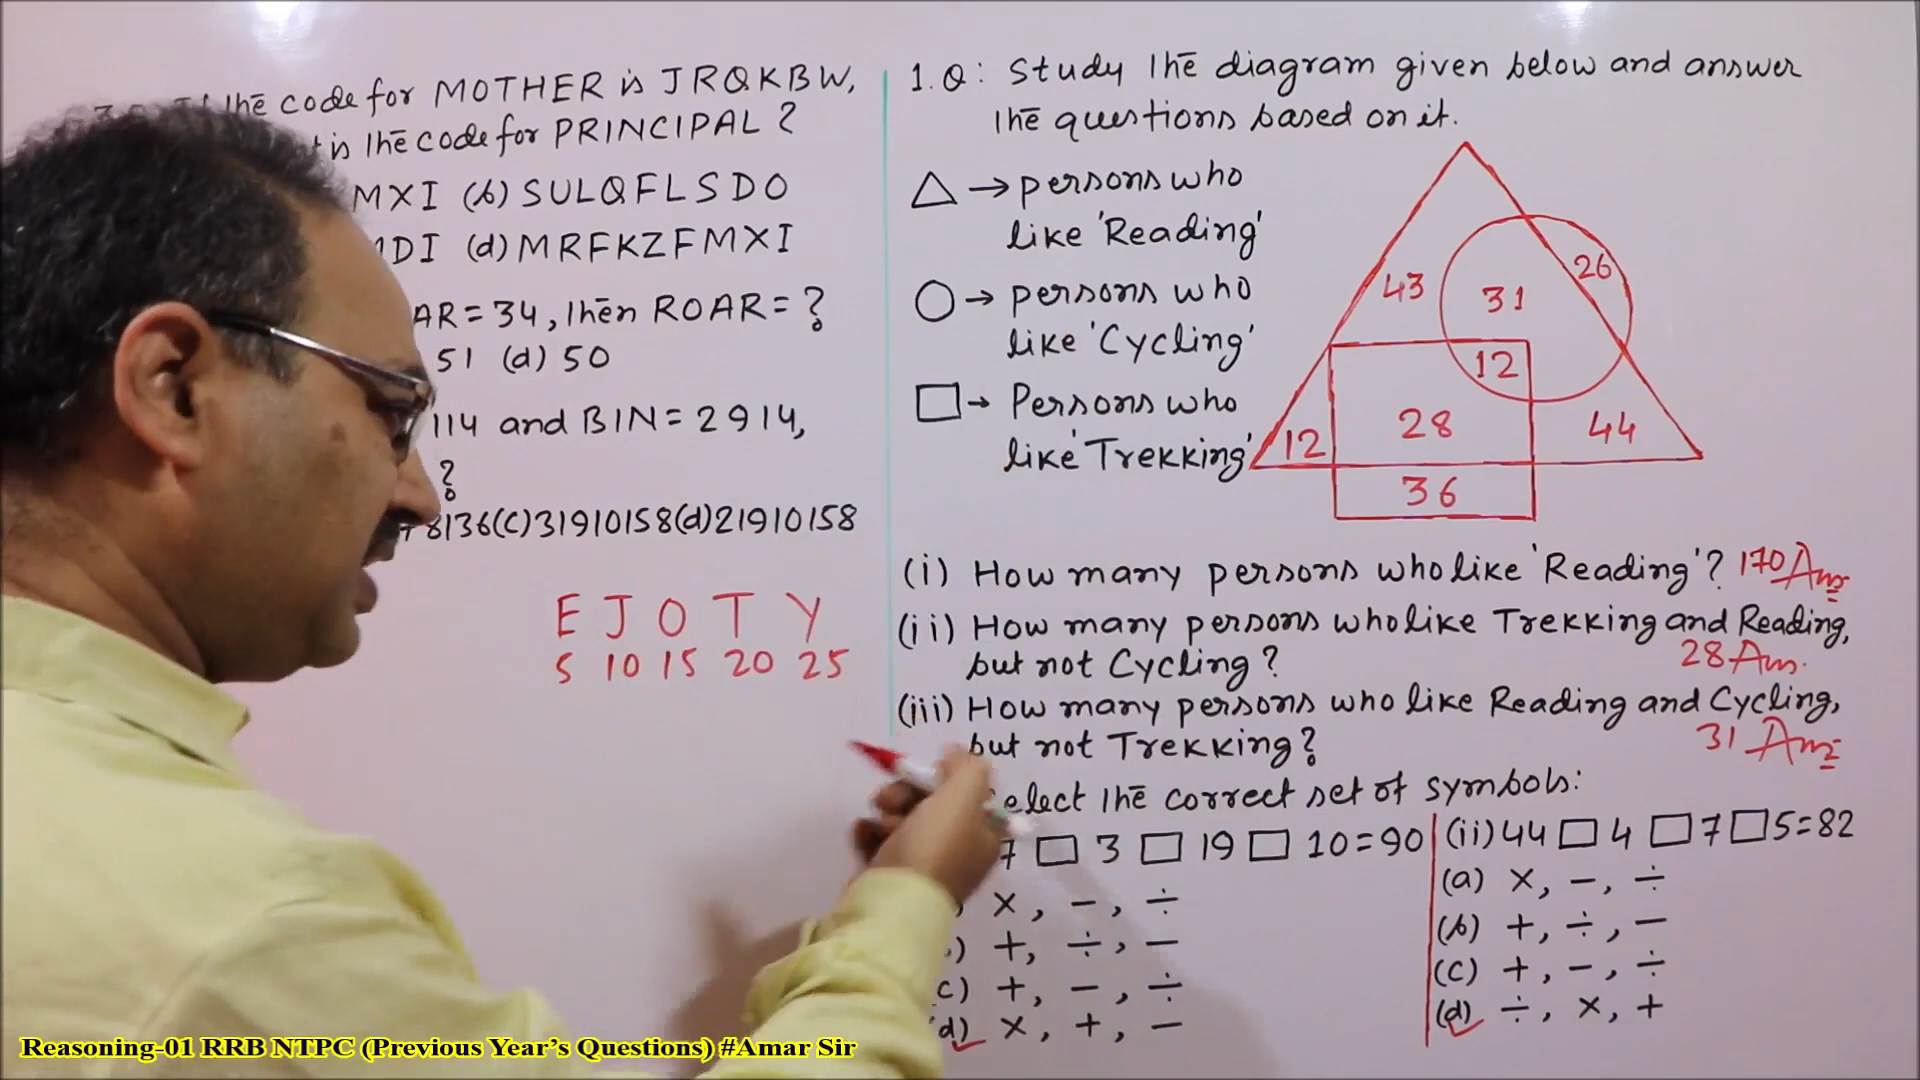 the code for MOTHER is JRQKBW,
is the code for PRINCIPAL ?
MXI (b) SULQFLSDO
DI (d) MRFKZFMXI
AR = 34, then ROAR = ?
51 (d) 50
114 and BIN = 2914,
?
8136 (C) 31910158 (d) 21910158
E J O T Y
5 10 15 20 25
1. Q: Study the diagram given below and answer
the questions based on it.
△ → persons who
like 'Reading'
○ → persons who
like 'Cycling'
□ → Persons who
like 'Trekking'
43 31 26
12
12 28 44
36
(i) How many persons who like 'Reading'? 170 Ans
(ii) How many persons who like Trekking and Reading,
but not Cycling? 28 Ans.
(iii) How many persons who like Reading and Cycling,
but not Trekking? 31 Ans
elect the correct set of symbols:
7 □ 3 □ 19 □ 10 = 90
×, -, ÷
) +, ÷, -
c) +, -, ÷
d) ×, +, -
(ii) 44 □ 4 □ 7 □ 5 = 82
(a) ×, -, ÷
(b) +, ÷, -
(c) +, -, ÷
(d) ÷, ×, +
Reasoning-01 RRB NTPC (Previous Year's Questions) #Amar Sir